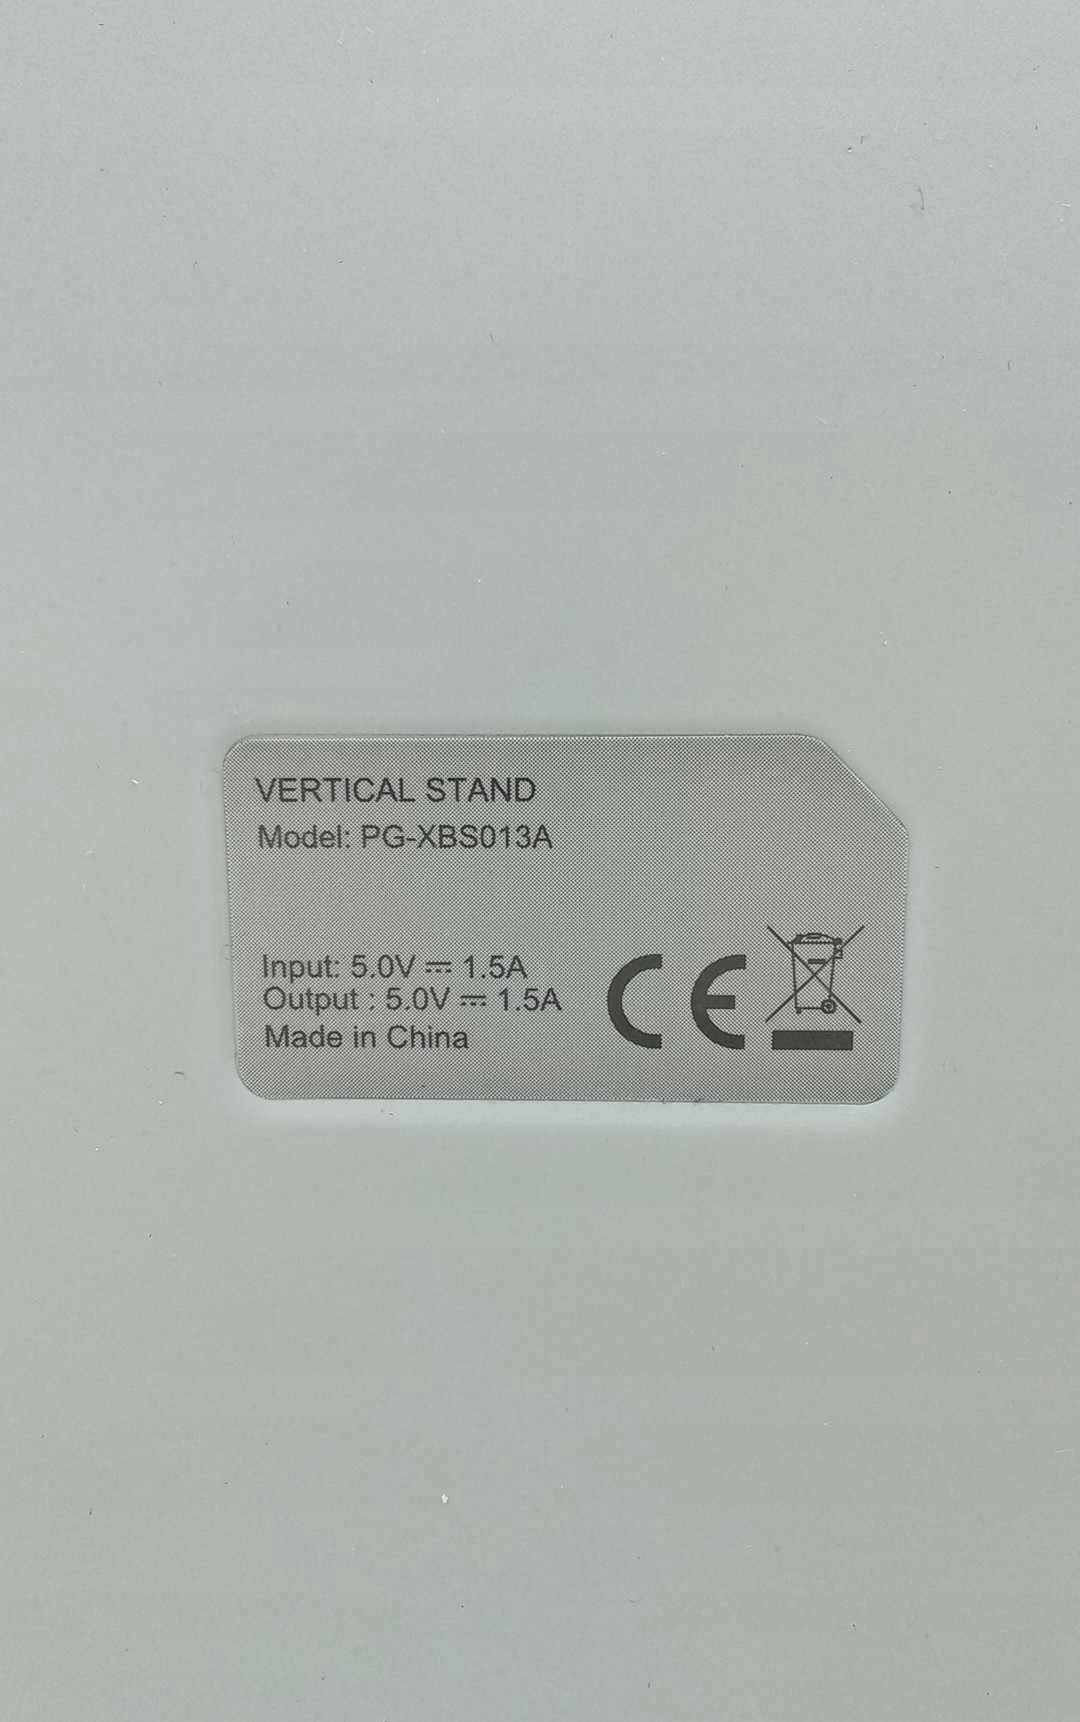 VERTICAL STAND
Model: PG-XBS013A
Input: 5.0V ⎓ 1.5A
Output : 5.0V ⎓ 1.5A
Made in China
CE